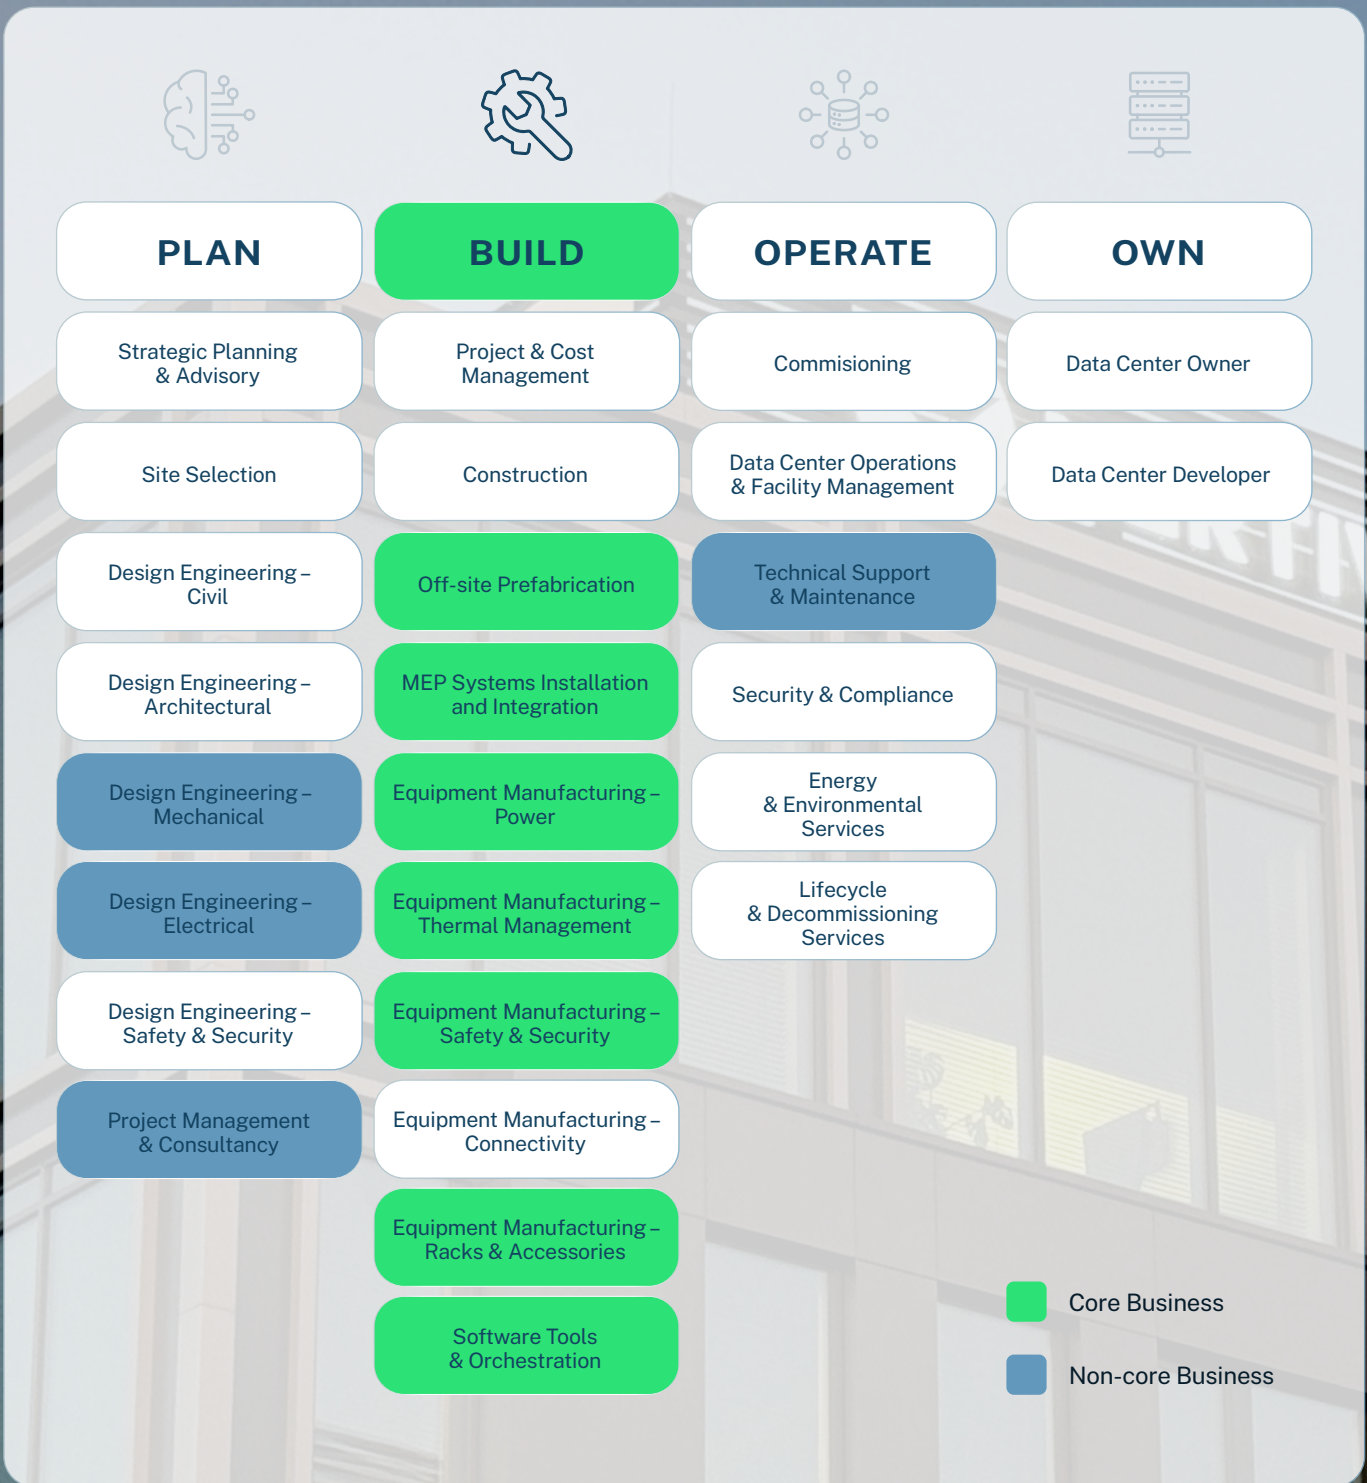 PLAN
Strategic Planning
& Advisory
Site Selection
Design Engineering –
Civil
Design Engineering –
Architectural
Design Engineering –
Mechanical
Design Engineering –
Electrical
Design Engineering –
Safety & Security
Project Management
& Consultancy
BUILD
Project & Cost
Management
Construction
Off-site Prefabrication
MEP Systems Installation
and Integration
Equipment Manufacturing –
Power
Equipment Manufacturing –
Thermal Management
Equipment Manufacturing –
Safety & Security
Equipment Manufacturing –
Connectivity
Equipment Manufacturing –
Racks & Accessories
Software Tools
& Orchestration
OPERATE
Commisioning
Data Center Operations
& Facility Management
Technical Support
& Maintenance
Security & Compliance
Energy
& Environmental
Services
Lifecycle
& Decommissioning
Services
OWN
Data Center Owner
Data Center Developer
Core Business
Non-core Business